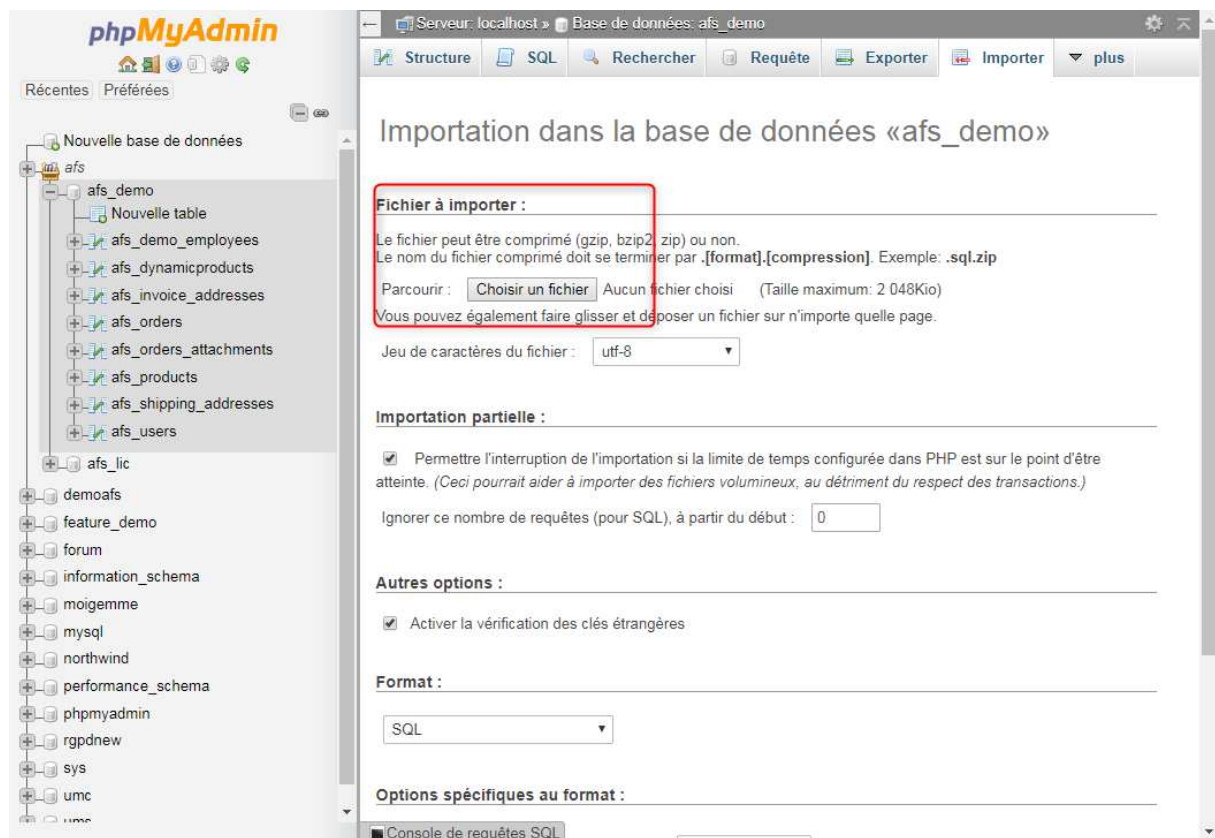 phpMyAdmin
Récentes Préférées
Nouvelle base de données
afs
afs_demo
Nouvelle table
afs_demo_employees
afs_dynamicproducts
afs_invoice_addresses
afs_orders
afs_orders_attachments
afs_products
afs_shipping_addresses
afs_users
afs_lic
demoafs
feature_demo
forum
information_schema
moigemme
mysql
northwind
performance_schema
phpmyadmin
rgpdnew
sys
umc
Serveur: localhost » Base de données: afs_demo
Structure SQL Rechercher Requête Exporter Importer plus
Importation dans la base de données «afs_demo»
Fichier à importer :
Le fichier peut être comprimé (gzip, bzip2, zip) ou non.
Le nom du fichier comprimé doit se terminer par .[format].[compression]. Exemple: .sql.zip
Parcourir : Choisir un fichier Aucun fichier choisi (Taille maximum: 2 048Kio)
Vous pouvez également faire glisser et déposer un fichier sur n'importe quelle page.
Jeu de caractères du fichier : utf-8
Importation partielle :
Permettre l'interruption de l'importation si la limite de temps configurée dans PHP est sur le point d'être
atteinte. (Ceci pourrait aider à importer des fichiers volumineux, au détriment du respect des transactions.)
Ignorer ce nombre de requêtes (pour SQL), à partir du début : 0
Autres options :
Activer la vérification des clés étrangères
Format :
SQL
Options spécifiques au format :
Console de requêtes SQL